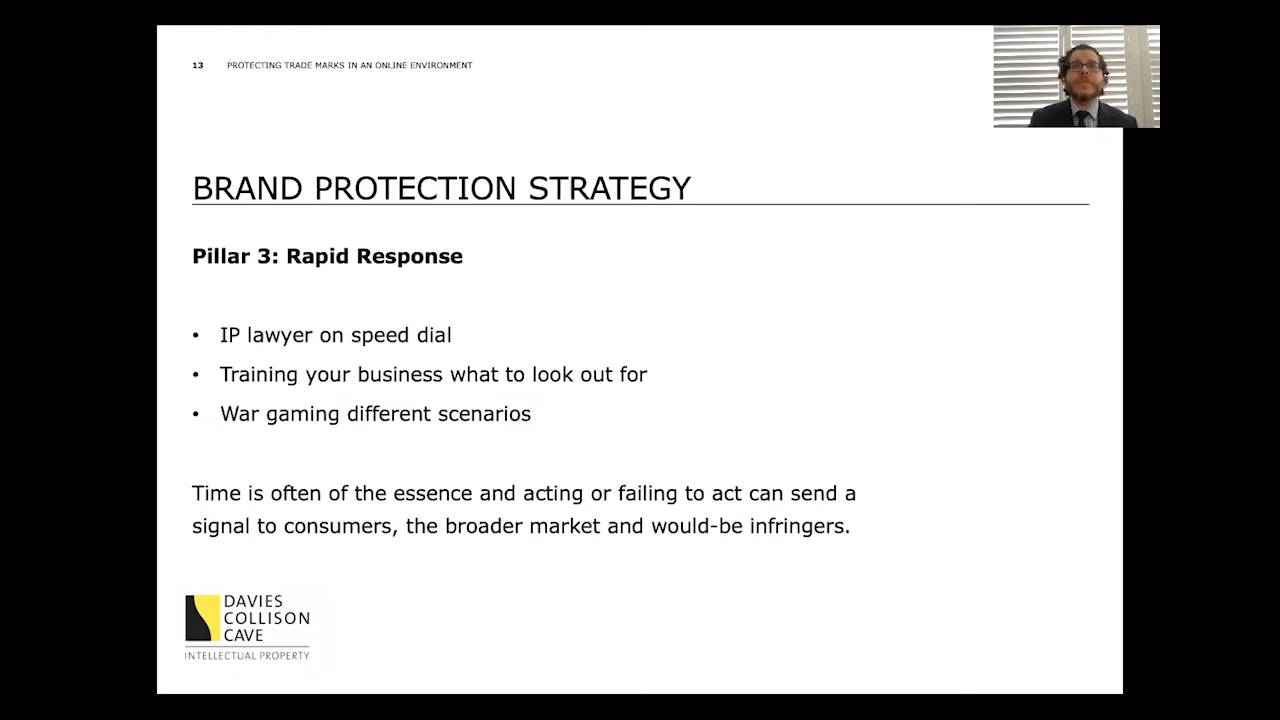 13 PROTECTING TRADE MARKS IN AN ONLINE ENVIRONMENT
BRAND PROTECTION STRATEGY
Pillar 3: Rapid Response
• IP lawyer on speed dial
• Training your business what to look out for
• War gaming different scenarios
Time is often of the essence and acting or failing to act can send a
signal to consumers, the broader market and would-be infringers.
DAVIES
COLLISON
CAVE
INTELLECTUAL PROPERTY